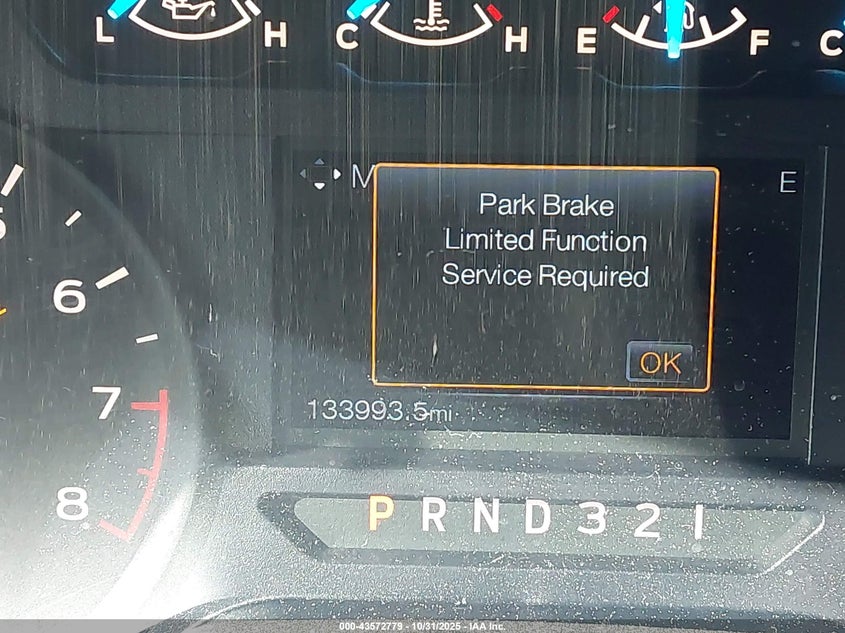 L H C H E F C
M E
Park Brake
Limited Function
Service Required
OK
6
7
133993.5mi
8
P R N D 3 2 1
000-43572779 - 10/31/2025 - IAA Inc.